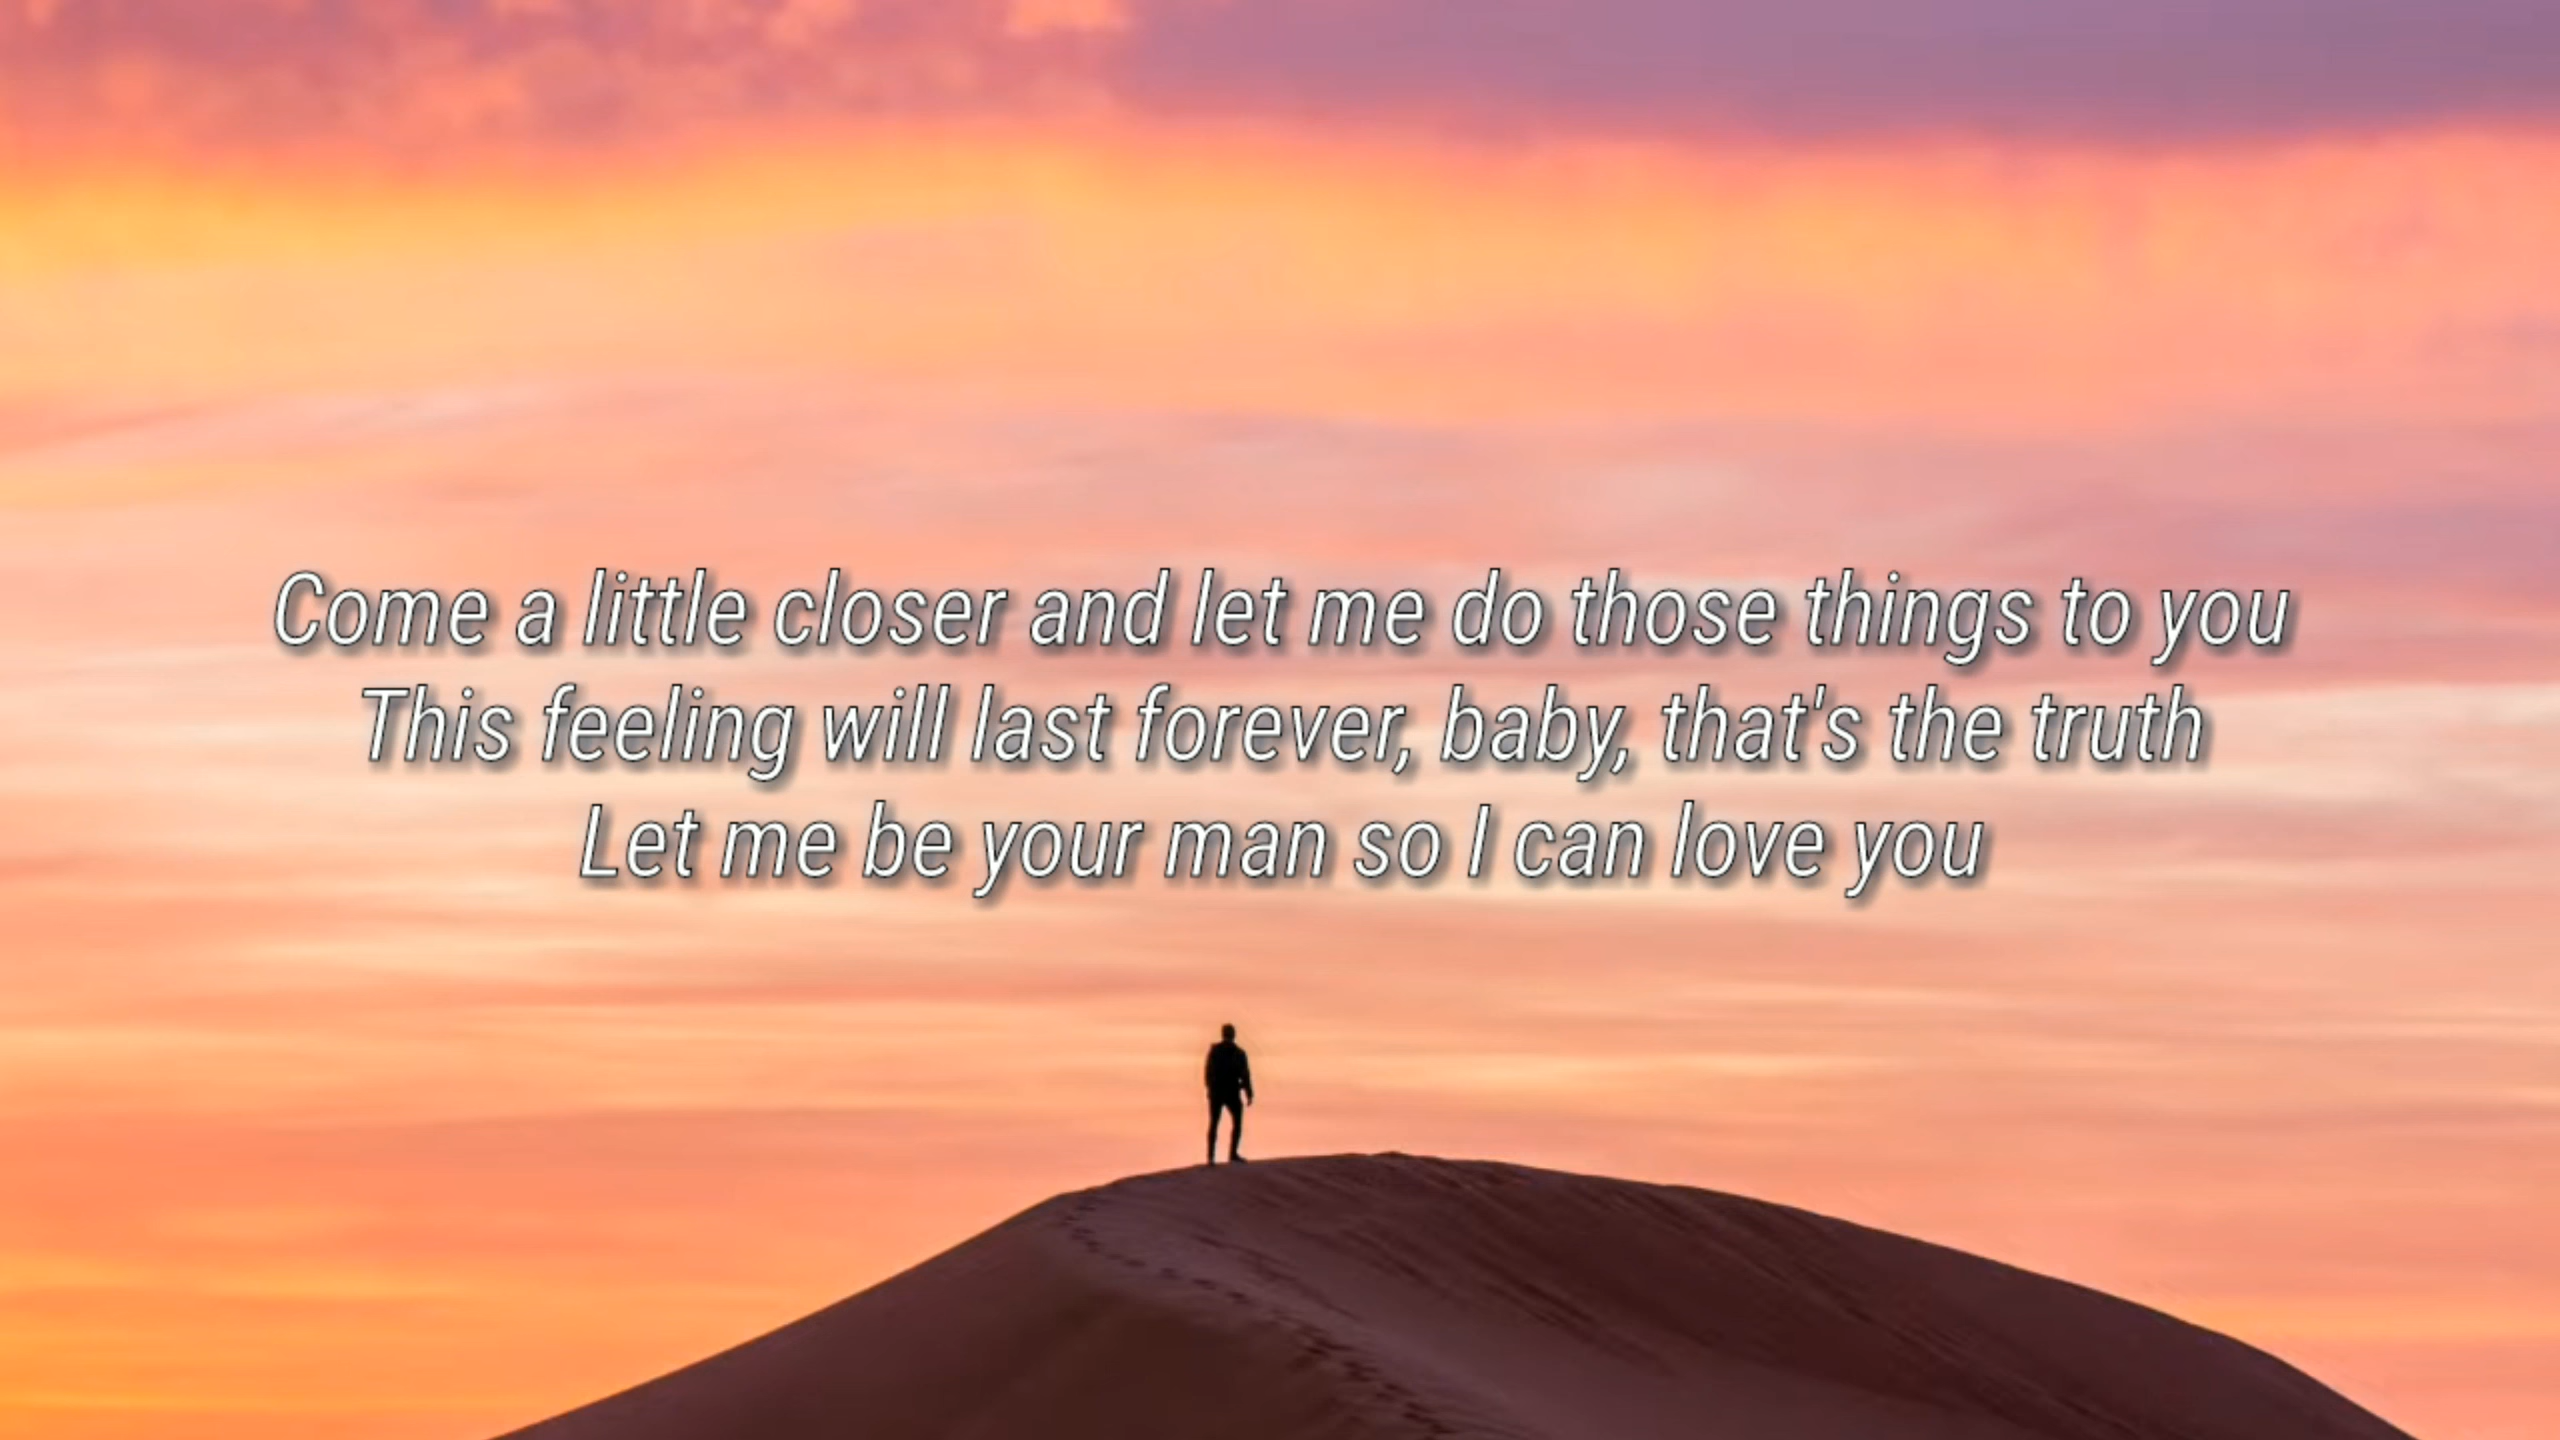 Come a little closer and let me do those things to you
This feeling will last forever, baby, that's the truth
Let me be your man so I can love you